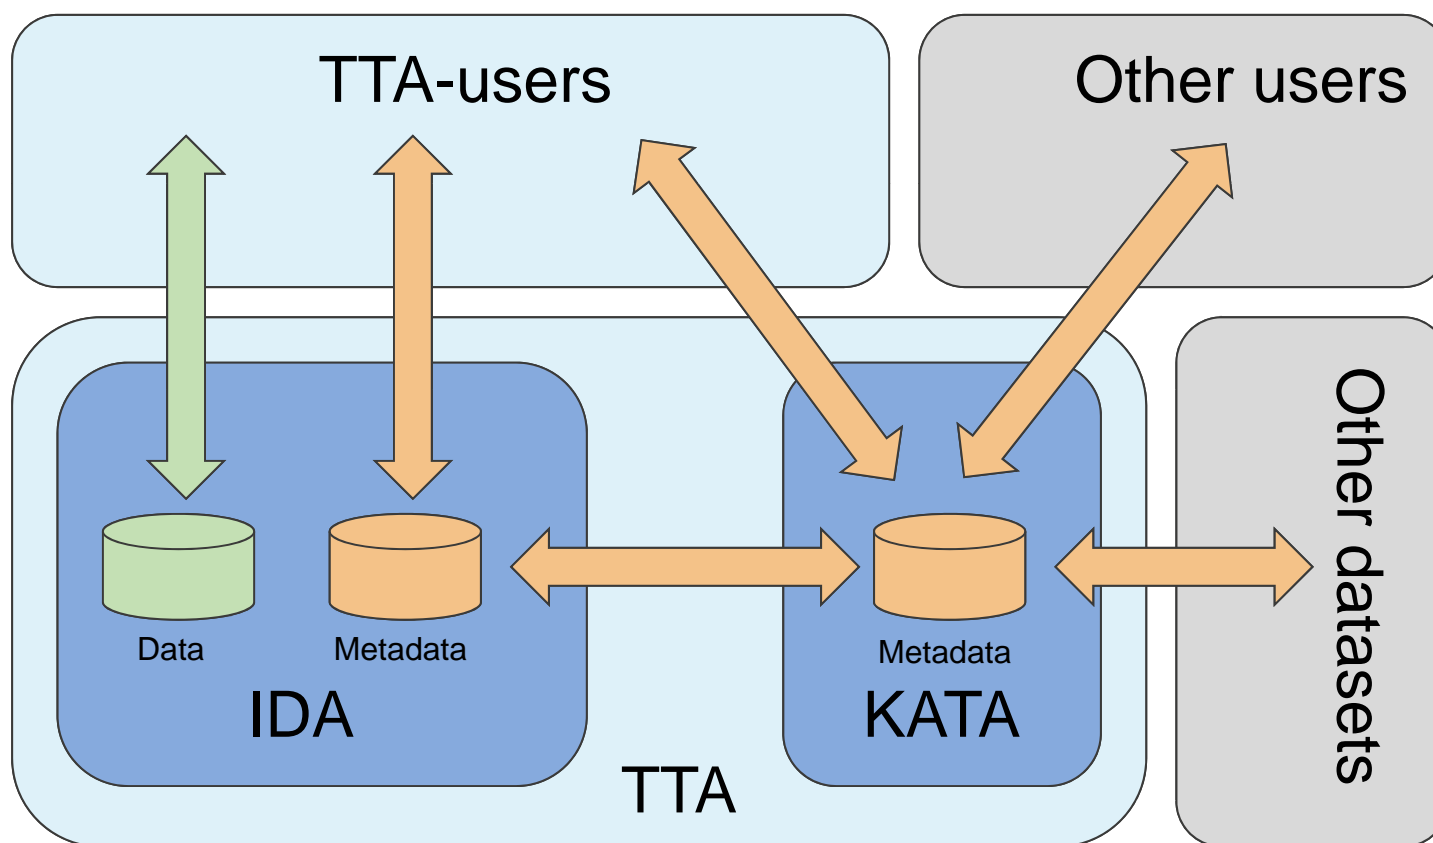 TTA-users
Other users
Data
Metadata
IDA
Metadata
KATA
TTA
Other datasets